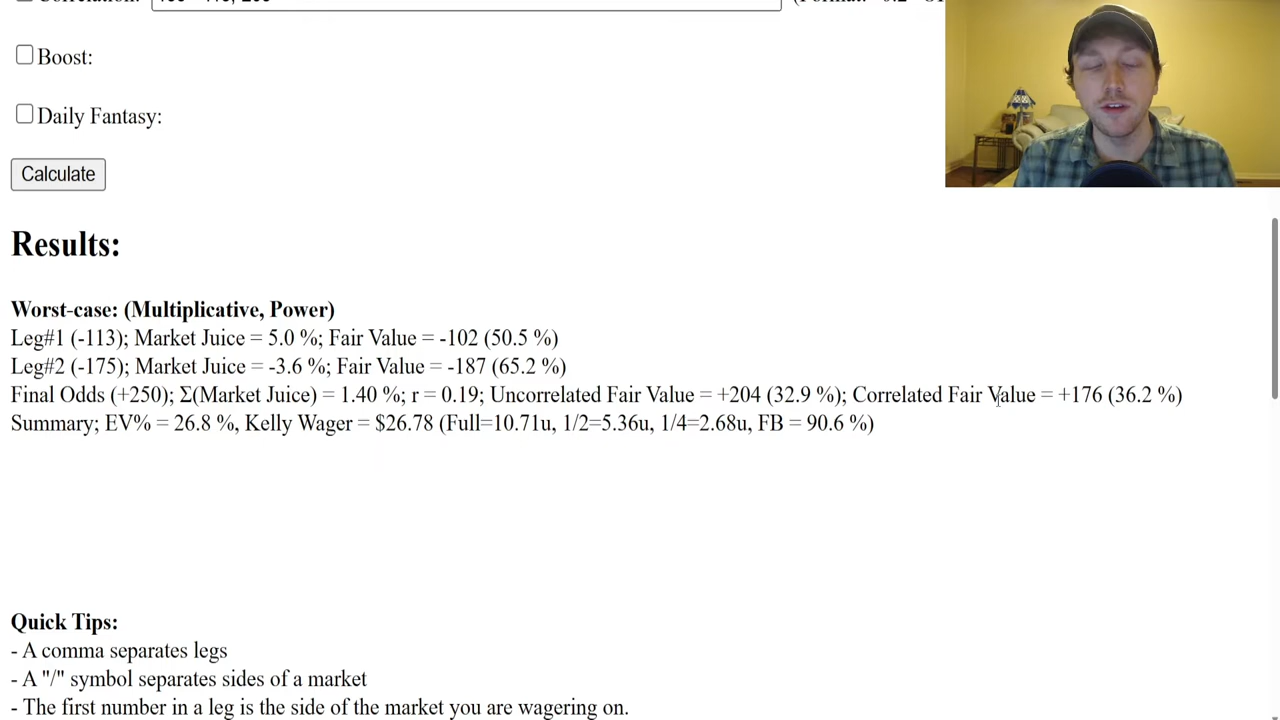 Boost:
Daily Fantasy:
Calculate
Results:
Worst-case: (Multiplicative, Power)
Leg#1 (-113); Market Juice = 5.0 %; Fair Value = -102 (50.5 %)
Leg#2 (-175); Market Juice = -3.6 %; Fair Value = -187 (65.2 %)
Final Odds (+250); Σ(Market Juice) = 1.40 %; r = 0.19; Uncorrelated Fair Value = +204 (32.9 %); Correlated Fair Value = +176 (36.2 %)
Summary; EV% = 26.8 %, Kelly Wager = $26.78 (Full=10.71u, 1/2=5.36u, 1/4=2.68u, FB = 90.6 %)
Quick Tips:
- A comma separates legs
- A "/" symbol separates sides of a market
- The first number in a leg is the side of the market you are wagering on.